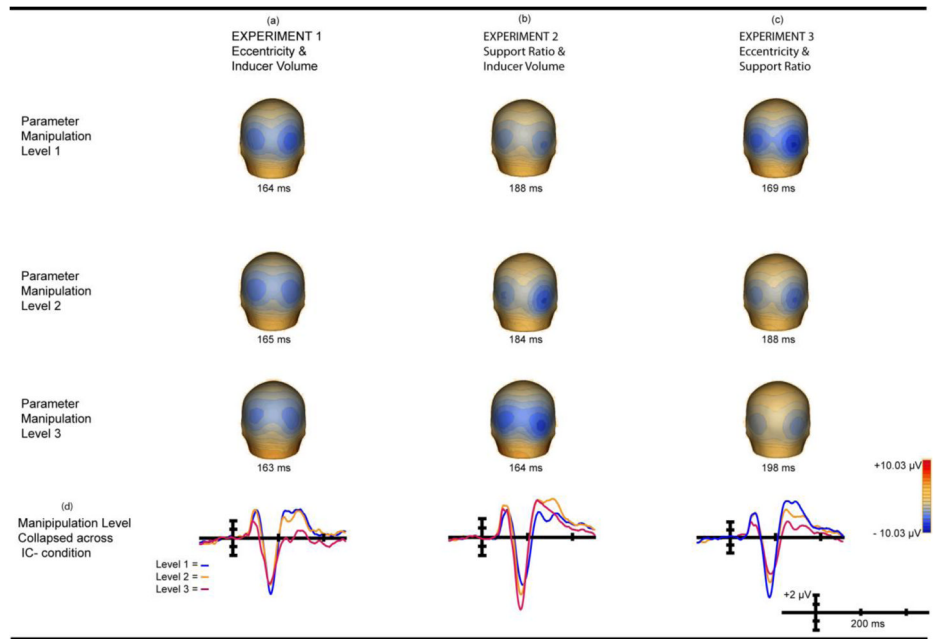 (a)
EXPERIMENT 1
Eccentricity &
Inducer Volume
(b)
EXPERIMENT 2
Support Ratio &
Inducer Volume
(c)
EXPERIMENT 3
Eccentricity &
Support Ratio
Parameter
Manipulation
Level 1
164 ms
188 ms
169 ms
Parameter
Manipulation
Level 2
165 ms
184 ms
188 ms
Parameter
Manipulation
Level 3
163 ms
164 ms
198 ms
+10.03 µV
- 10.03 µV
(d)
Manipipulation Level
Collapsed across
IC- condition
Level 1 =
Level 2 =
Level 3 =
+2 µV
200 ms